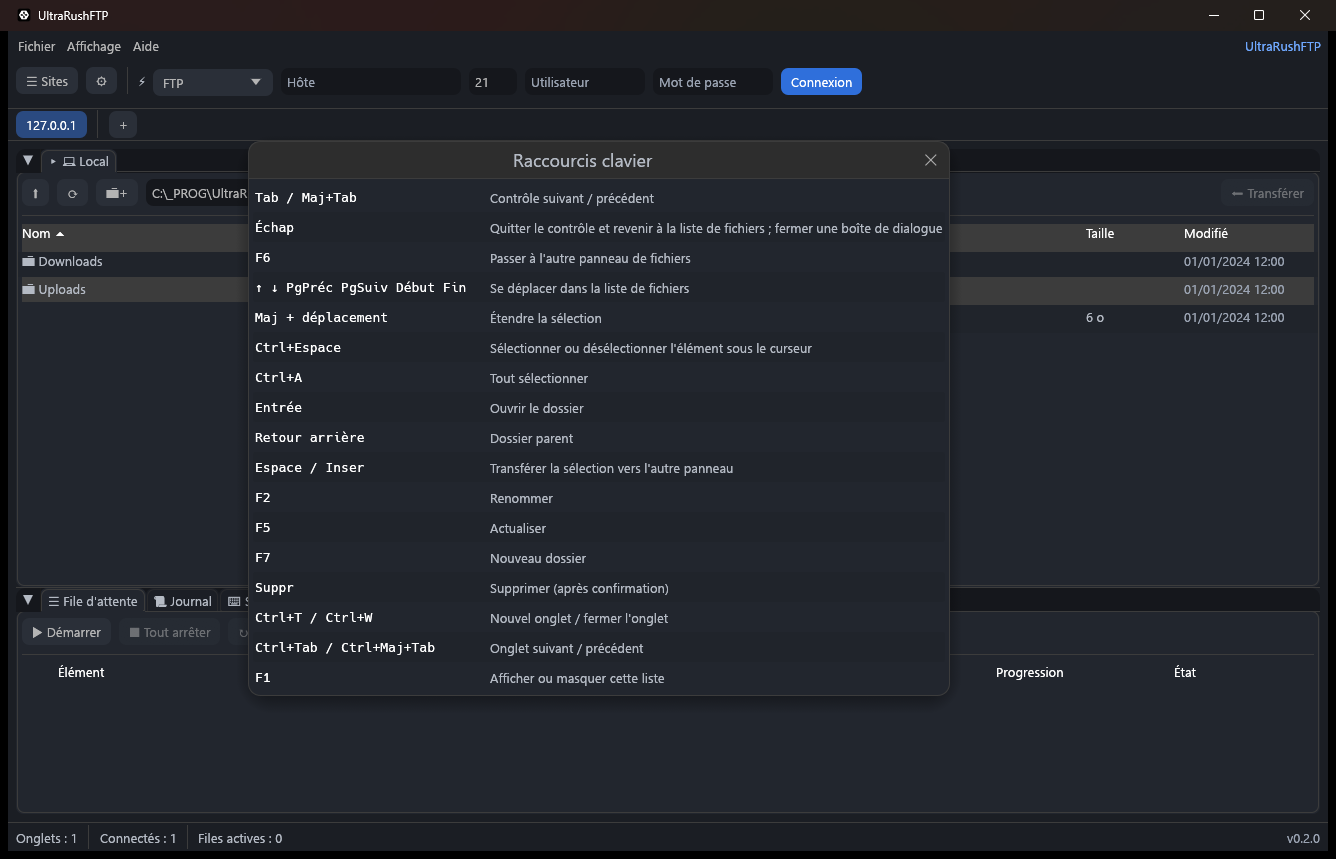 UltraRushFTP
Fichier Affichage Aide UltraRushFTP
Sites FTP Hôte 21 Utilisateur Mot de passe Connexion
127.0.0.1 +
Local
C:\_PROG\UltraR Transférer
Nom Taille Modifié
Downloads 01/01/2024 12:00
Uploads 01/01/2024 12:00
6 o 01/01/2024 12:00
Raccourcis clavier
Tab / Maj+Tab Contrôle suivant / précédent
Échap Quitter le contrôle et revenir à la liste de fichiers ; fermer une boîte de dialogue
F6 Passer à l'autre panneau de fichiers
↑ ↓ PgPréc PgSuiv Début Fin Se déplacer dans la liste de fichiers
Maj + déplacement Étendre la sélection
Ctrl+Espace Sélectionner ou désélectionner l'élément sous le curseur
Ctrl+A Tout sélectionner
Entrée Ouvrir le dossier
Retour arrière Dossier parent
Espace / Inser Transférer la sélection vers l'autre panneau
F2 Renommer
F5 Actualiser
F7 Nouveau dossier
Suppr Supprimer (après confirmation)
Ctrl+T / Ctrl+W Nouvel onglet / fermer l'onglet
Ctrl+Tab / Ctrl+Maj+Tab Onglet suivant / précédent
F1 Afficher ou masquer cette liste
File d'attente Journal
Démarrer Tout arrêter
Élément Progression État
Onglets : 1 Connectés : 1 Files actives : 0 v0.2.0